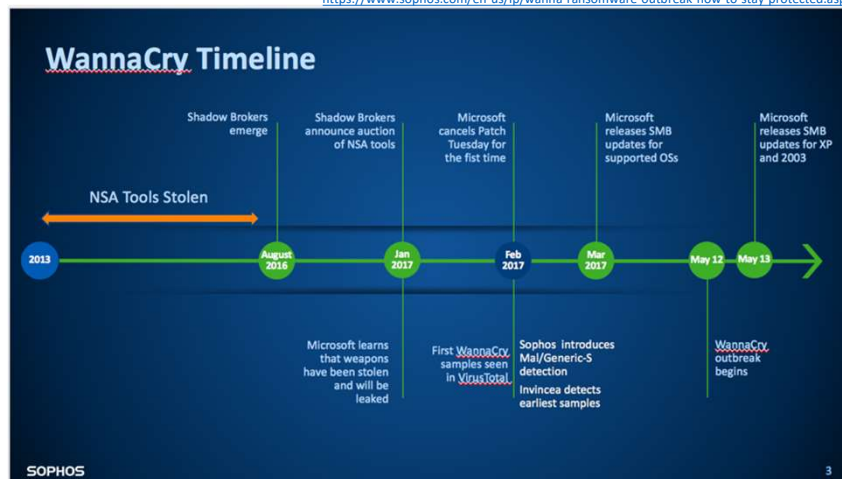 https://www.sophos.com/en-us/lp/wanna-ransomware-outbreak-how-to-stay-protected.asp
WannaCry Timeline
Shadow Brokers
emerge
Shadow Brokers
announce auction
of NSA tools
Microsoft
cancels Patch
Tuesday for
the fist time
Microsoft
releases SMB
updates for
supported OSs
Microsoft
releases SMB
updates for XP
and 2003
NSA Tools Stolen
2013
August
2016
Jan
2017
Feb
2017
Mar
2017
May 12
May 13
Microsoft learns
that weapons
have been stolen
and will be
leaked
First WannaCry
samples seen
in VirusTotal
Sophos introduces
Mal/Generic-S
detection
Invincea detects
earliest samples
WannaCry
outbreak
begins
SOPHOS
3